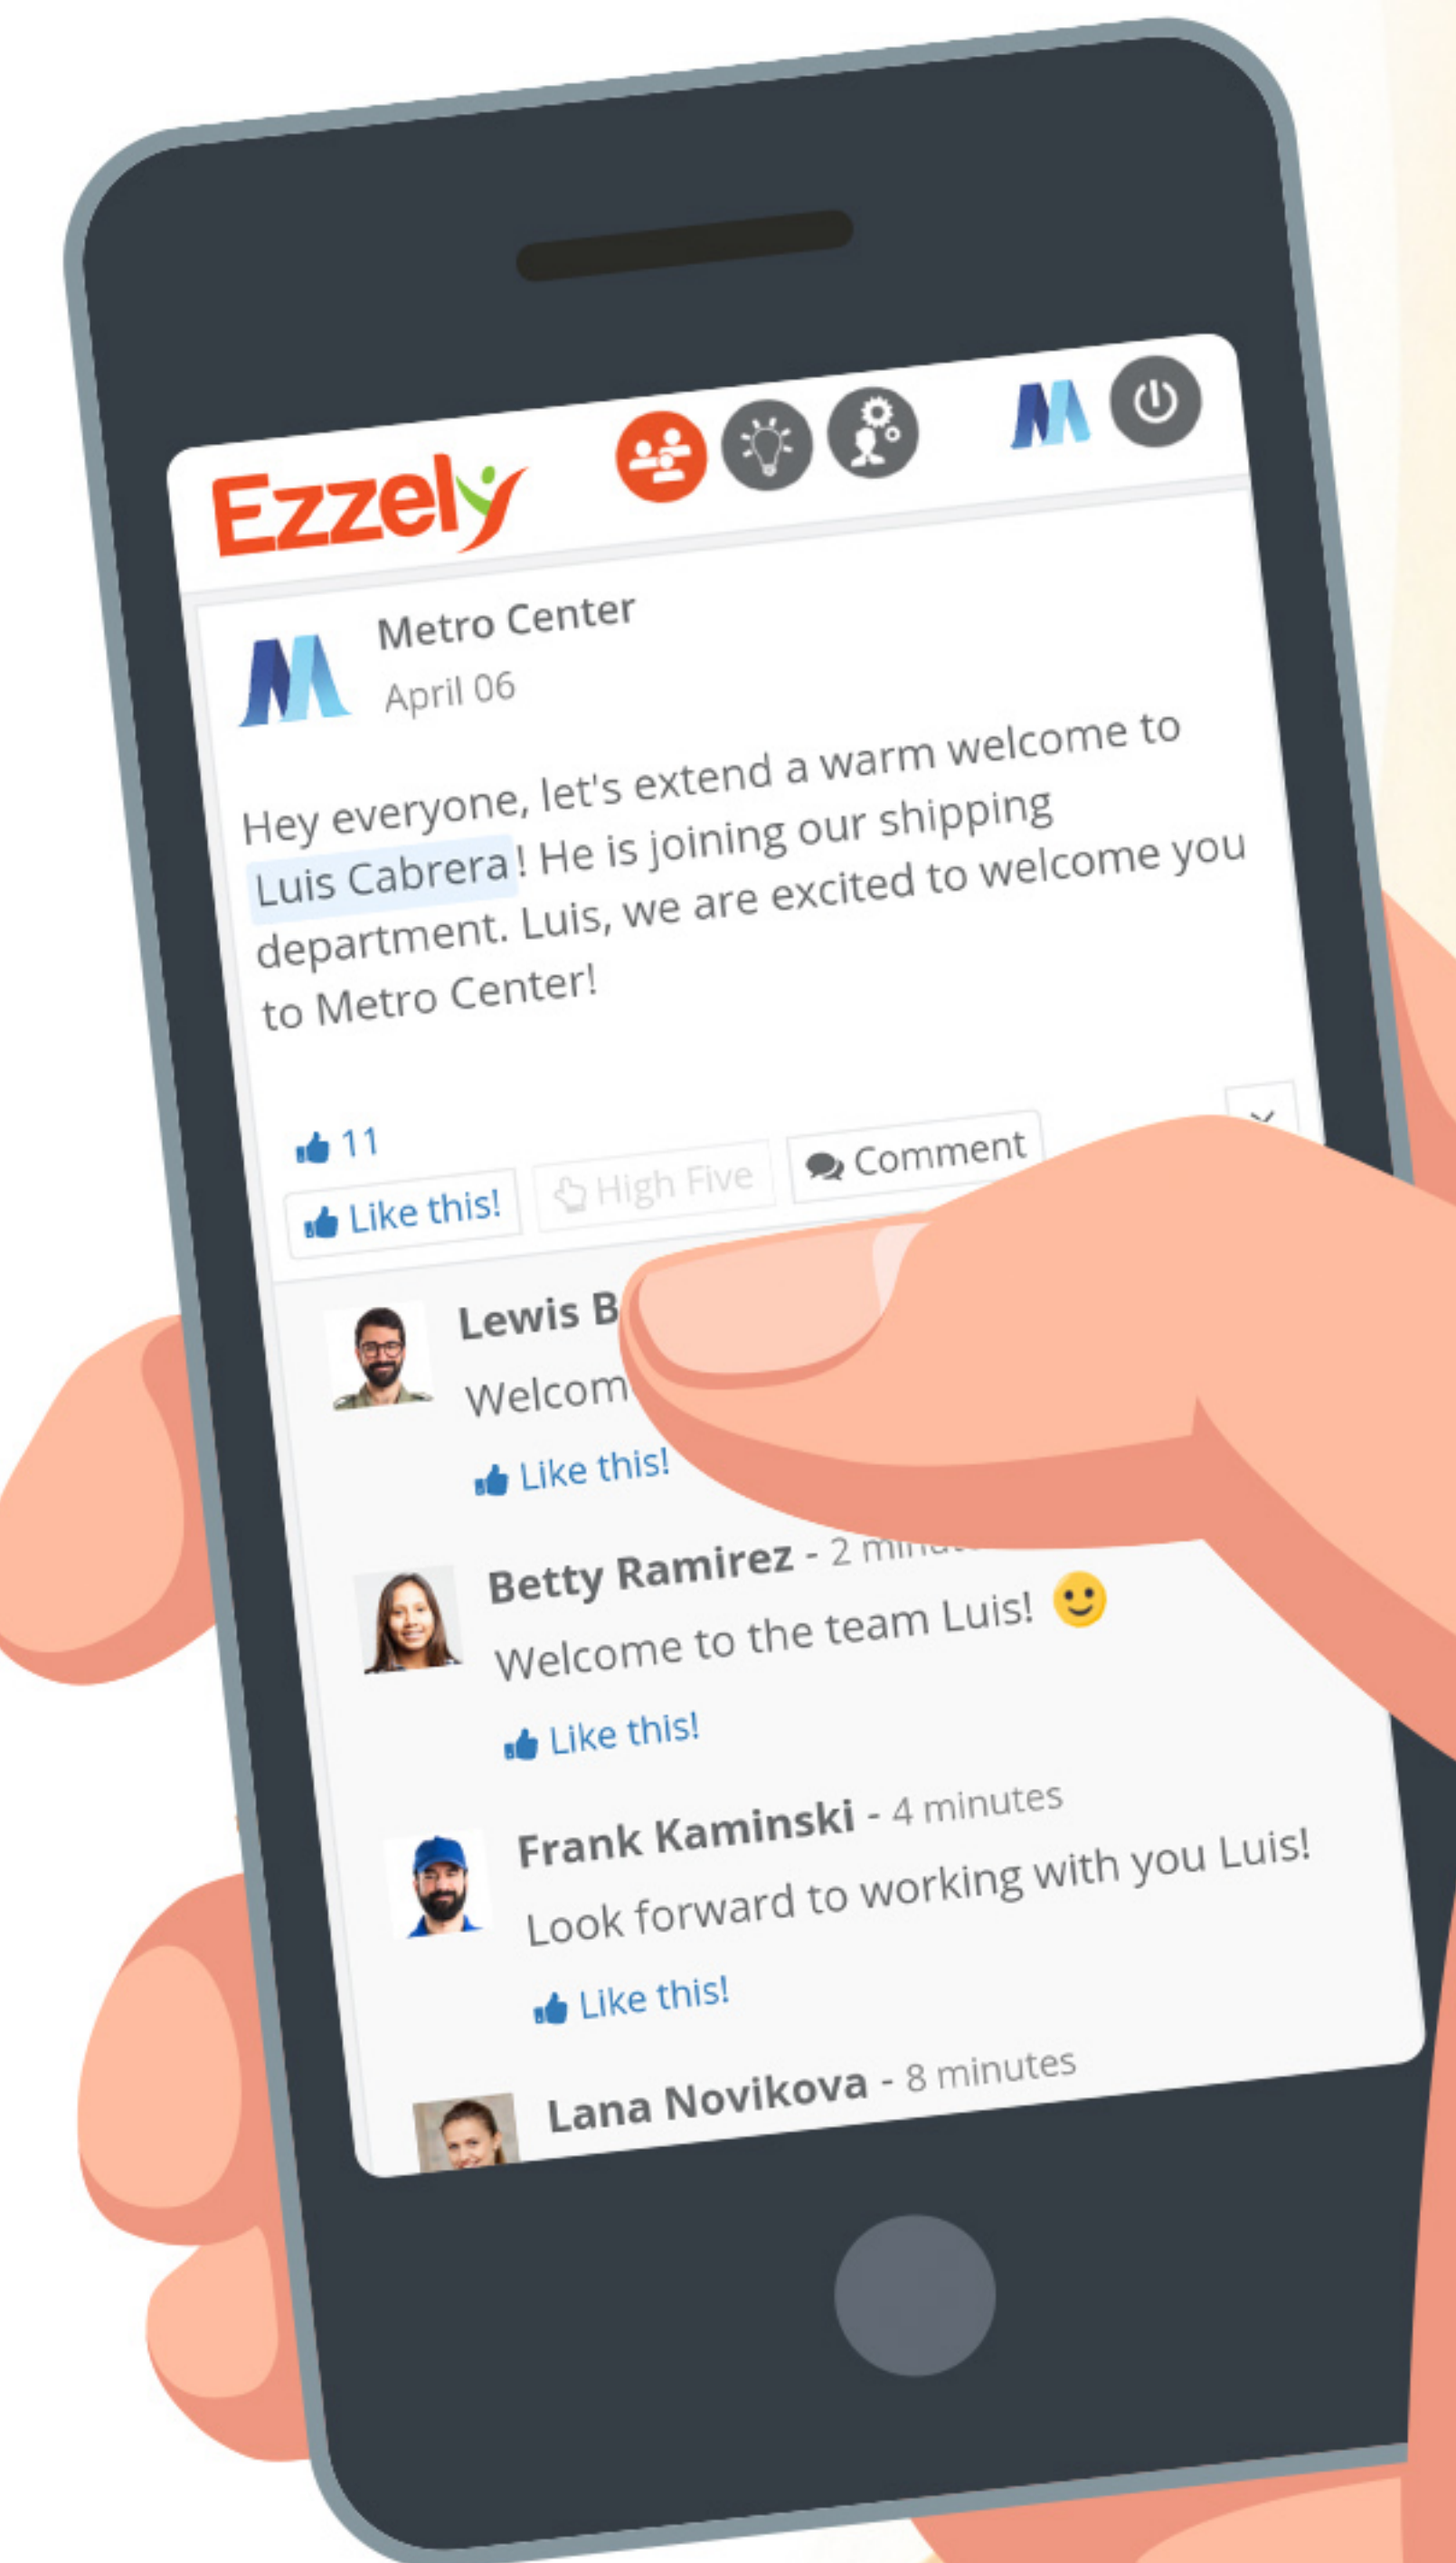 Ezzely
Metro Center
April 06
Hey everyone, let's extend a warm welcome to
Luis Cabrera! He is joining our shipping
department. Luis, we are excited to welcome you
to Metro Center!
11
Like this! High Five Comment
Lewis
Like this!
Betty Ramirez - 2
Welcome to the team Luis! 🙂
Like this!
Frank Kaminski - 4 minutes
Look forward to working with you Luis!
Like this!
Lana Novikova - 8 minutes